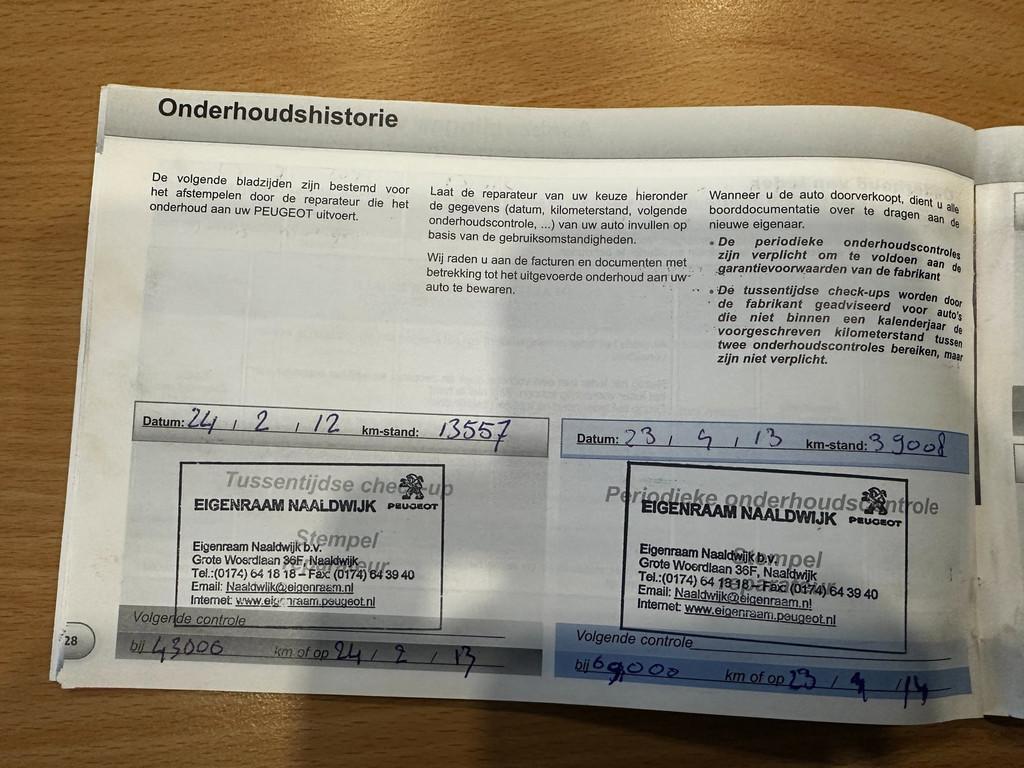 Onderhoudshistorie
De volgende bladzijden zijn bestemd voor
het afstempelen door de reparateur die het
onderhoud aan uw PEUGEOT uitvoert.
Laat de reparateur van uw keuze hieronder
de gegevens (datum, kilometerstand, volgende
onderhoudscontrole, ...) van uw auto invullen op
basis van de gebruiksomstandigheden.
Wij raden u aan de facturen en documenten met
betrekking tot het uitgevoerde onderhoud aan uw
auto te bewaren.
Wanneer u de auto doorverkoopt, dient u alle
boorddocumentatie over te dragen aan de
nieuwe eigenaar.
• De periodieke onderhoudscontroles
zijn verplicht om te voldoen aan de
garantievoorwaarden van de fabrikant
• De tussentijdse check-ups worden door
de fabrikant geadviseerd voor auto's
die niet binnen een kalenderjaar de
voorgeschreven kilometerstand tussen
twee onderhoudscontroles bereiken, maar
zijn niet verplicht.
Datum: 24 / 2 / 12 km-stand: 13557
Tussentijdse check-up
EIGENRAAM NAALDWIJK PEUGEOT
Stempel
reparateur
Eigenraam Naaldwijk b.v.
Grote Woerdlaan 36F, Naaldwijk
Tel.:(0174) 64 18 18 – Fax: (0174) 64 39 40
Email: Naaldwijk@eigenraam.nl
Internet: www.eigenraam.peugeot.nl
Volgende controle
bij 43006 km of op 24 / 2 / 13
Datum: 23 / 4 / 13 km-stand: 39008
Periodieke onderhoudscontrole
EIGENRAAM NAALDWIJK PEUGEOT
Stempel
reparateur
Eigenraam Naaldwijk b.v.
Grote Woerdlaan 36F, Naaldwijk
Tel.:(0174) 64 18 18 – Fax: (0174) 64 39 40
Email: Naaldwijk@eigenraam.nl
Internet: www.eigenraam.peugeot.nl
Volgende controle
bij 69.000 km of op 23 / 4 / 14
28